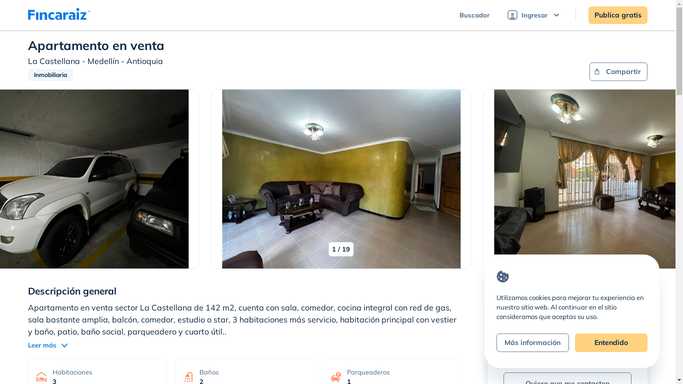 Fincaraiz
Buscador
Ingresar
Publica gratis
Apartamento en venta
La Castellana - Medellín - Antioquia
Inmobiliaria
Compartir
1 / 19
Descripción general
Apartamento en venta sector La Castellana de 142 m2, cuenta con sala, comedor, cocina integral con red de gas,
sala bastante amplia, balcón, comedor, estudio o star, 3 habitaciones más servicio, habitación principal con vestier
y baño, patio, baño social, parqueadero y cuarto útil..
Leer más
Habitaciones
3
Baños
2
Parqueaderos
1
Utilizamos cookies para mejorar tu experiencia en
nuestro sitio web. Al continuar en el sitio
consideramos que aceptas su uso.
Más información
Entendido
Quiero que me contacten